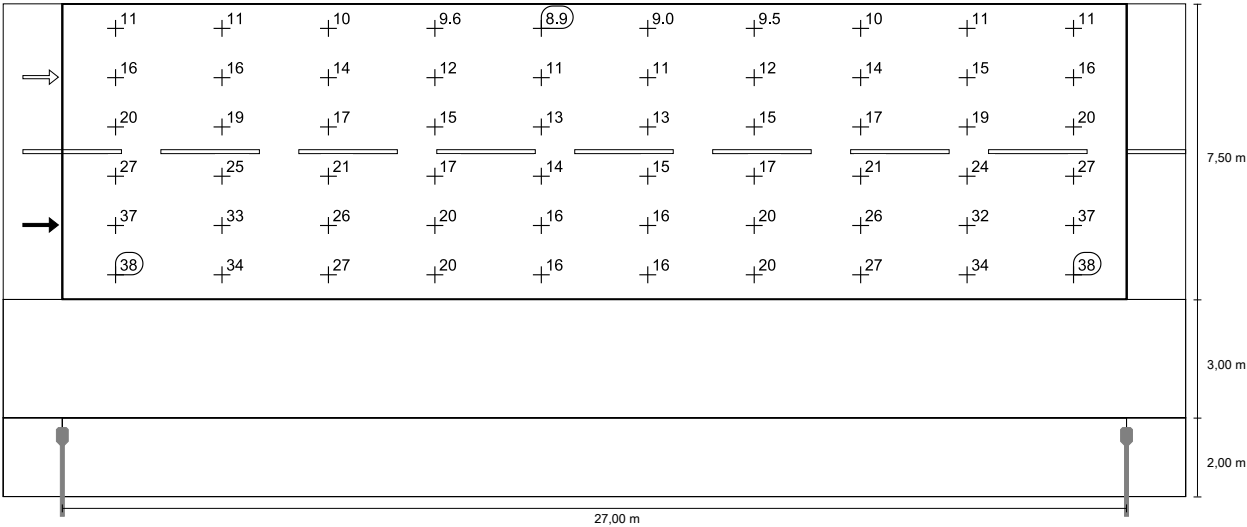 11 11 10 9.6 8.9 9.0 9.5 10 11 11
16 16 14 12 11 11 12 14 15 16
20 19 17 15 13 13 15 17 19 20
7,50 m
27 25 21 17 14 15 17 21 24 27
37 33 26 20 16 16 20 26 32 37
38 34 27 20 16 16 20 27 34 38
3,00 m
2,00 m
27,00 m